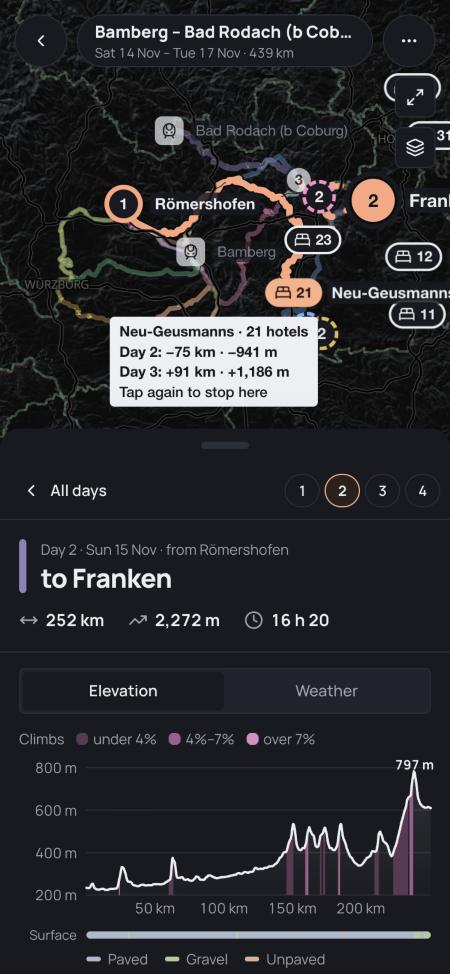 Bamberg – Bad Rodach (b Cob...
Sat 14 Nov – Tue 17 Nov · 439 km
Bad Rodach (b Coburg)
31
3
2
1
Römershofen
2
Fran
23
Bamberg
12
WÜRZBURG
21
Neu-Geusmanns
11
2
Neu-Geusmanns · 21 hotels
Day 2: −75 km · −941 m
Day 3: +91 km · +1,186 m
Tap again to stop here
All days
1
2
3
4
Day 2 · Sun 15 Nov · from Römershofen
to Franken
252 km
2,272 m
16 h 20
Elevation
Weather
Climbs
under 4%
4%–7%
over 7%
797 m
800 m
600 m
400 m
200 m
50 km
100 km
150 km
200 km
Surface
Paved
Gravel
Unpaved